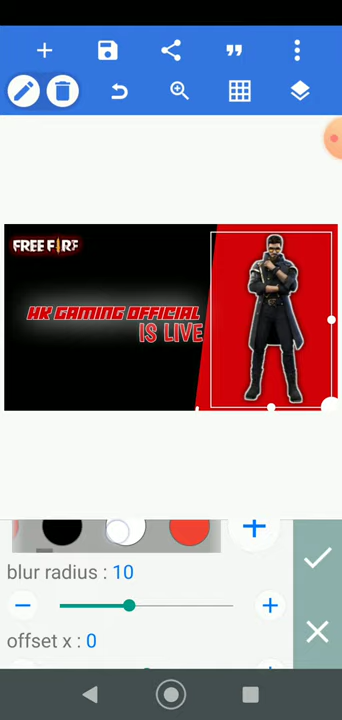 FREE FIRE
HK GAMING OFFICIAL
IS LIVE
blur radius : 10
offset x : 0